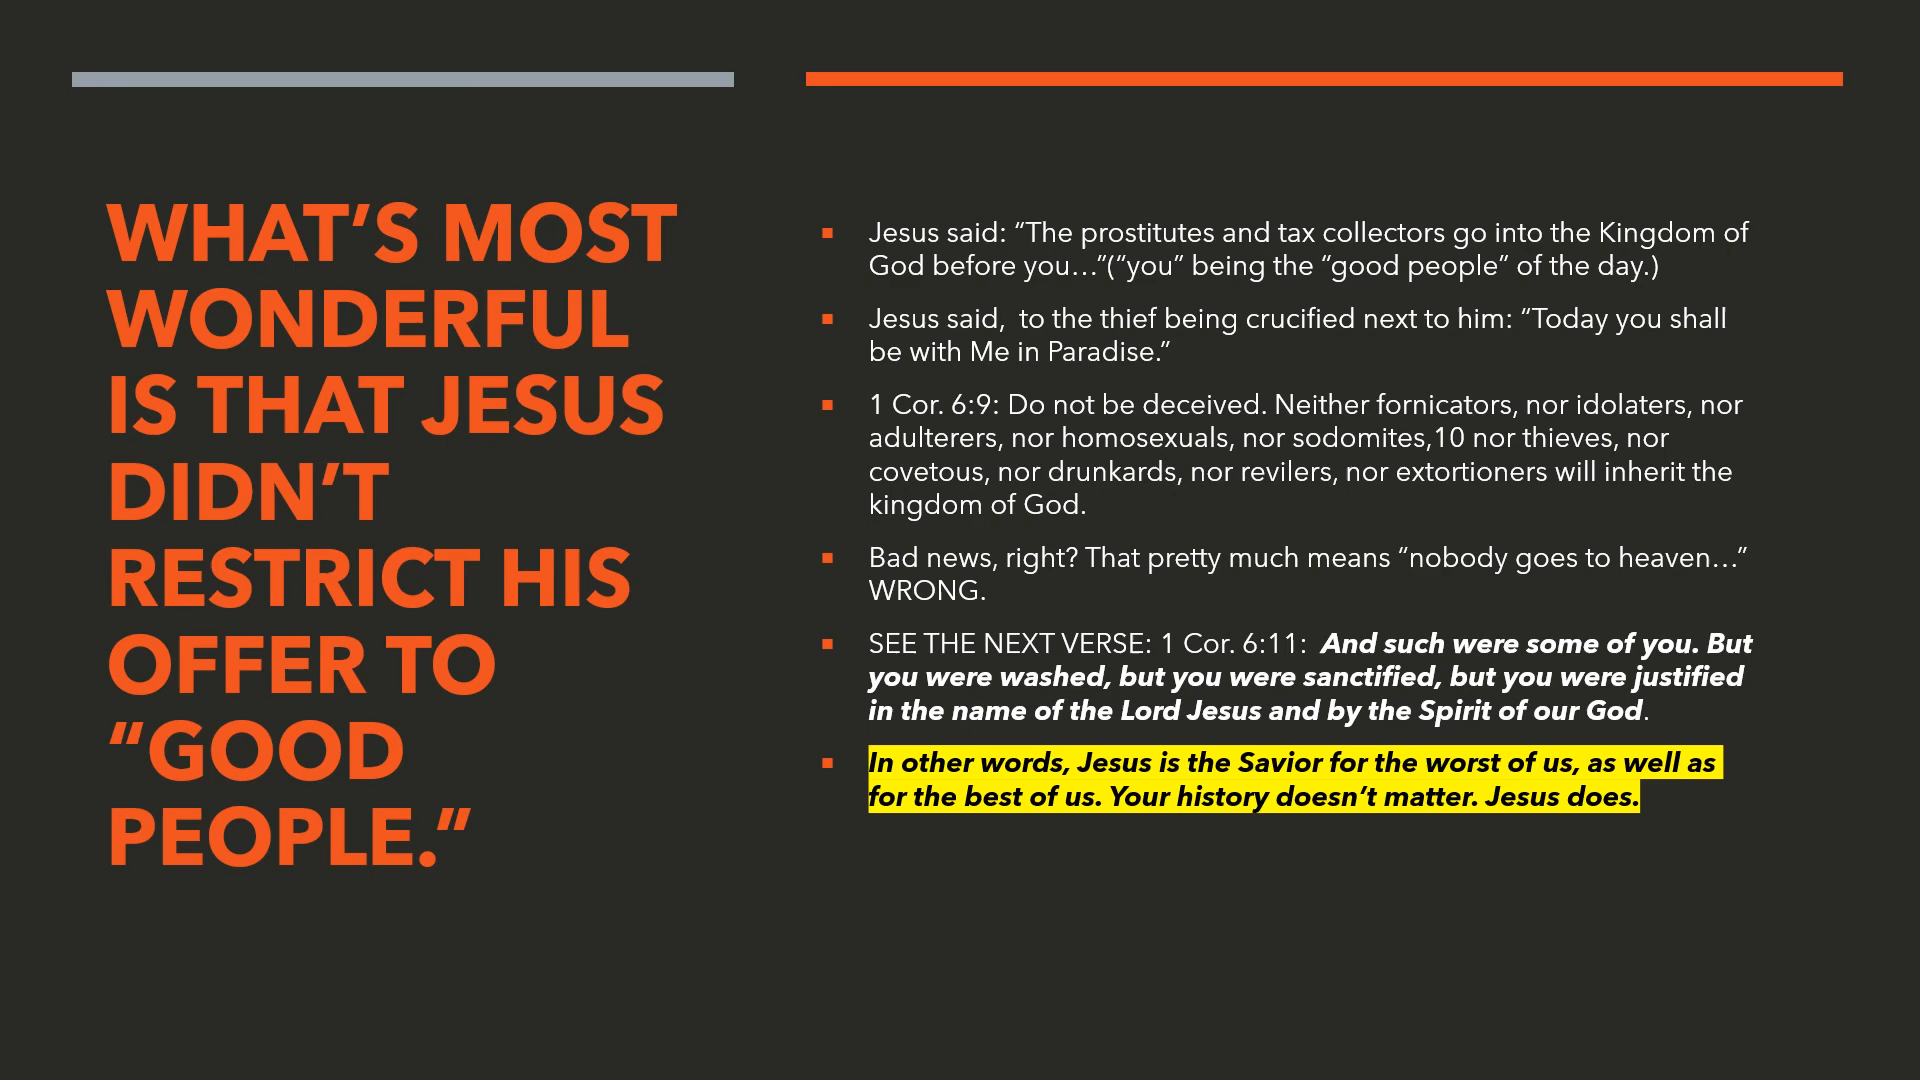 WHAT’S MOST
WONDERFUL
IS THAT JESUS
DIDN’T
RESTRICT HIS
OFFER TO
“GOOD
PEOPLE.”
Jesus said: “The prostitutes and tax collectors go into the Kingdom of
God before you…”(“you” being the “good people” of the day.)
Jesus said,  to the thief being crucified next to him: “Today you shall
be with Me in Paradise.”
1 Cor. 6:9: Do not be deceived. Neither fornicators, nor idolaters, nor
adulterers, nor homosexuals, nor sodomites,10 nor thieves, nor
covetous, nor drunkards, nor revilers, nor extortioners will inherit the
kingdom of God.
Bad news, right? That pretty much means “nobody goes to heaven…”
WRONG.
SEE THE NEXT VERSE: 1 Cor. 6:11:  And such were some of you. But
you were washed, but you were sanctified, but you were justified
in the name of the Lord Jesus and by the Spirit of our God.
In other words, Jesus is the Savior for the worst of us, as well as
for the best of us. Your history doesn’t matter. Jesus does.